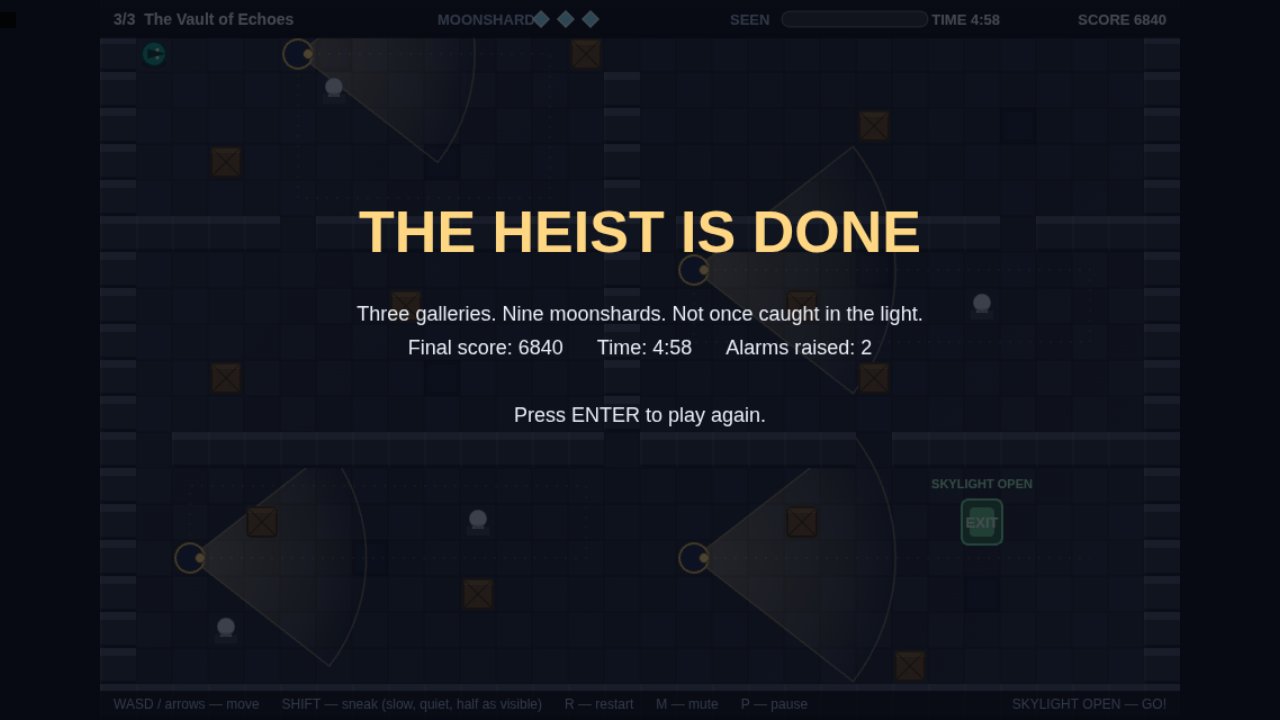 3/3 The Vault of Echoes MOONSHARD SEEN TIME 4:58 SCORE 6840
THE HEIST IS DONE
Three galleries. Nine moonshards. Not once caught in the light.
Final score: 6840 Time: 4:58 Alarms raised: 2
Press ENTER to play again.
SKYLIGHT OPEN
EXIT
WASD / arrows — move SHIFT — sneak (slow, quiet, half as visible) R — restart M — mute P — pause SKYLIGHT OPEN — GO!